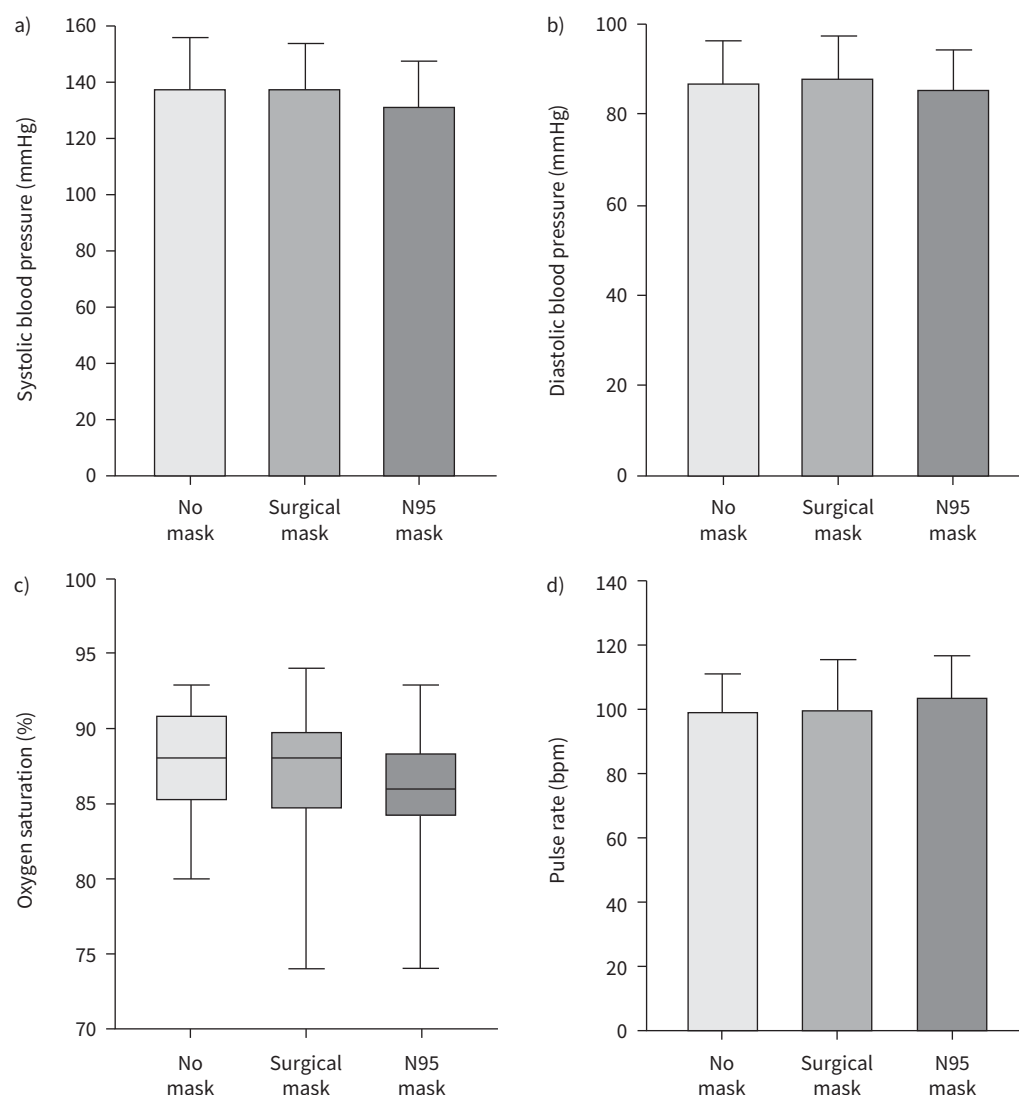 a)
Systolic blood pressure (mmHg)
160
140
120
100
80
60
40
20
0
No
mask
Surgical
mask
N95
mask
b)
Diastolic blood pressure (mmHg)
100
80
60
40
20
0
No
mask
Surgical
mask
N95
mask
c)
Oxygen saturation (%)
100
95
90
85
80
75
70
No
mask
Surgical
mask
N95
mask
d)
Pulse rate (bpm)
140
120
100
80
60
40
20
0
No
mask
Surgical
mask
N95
mask